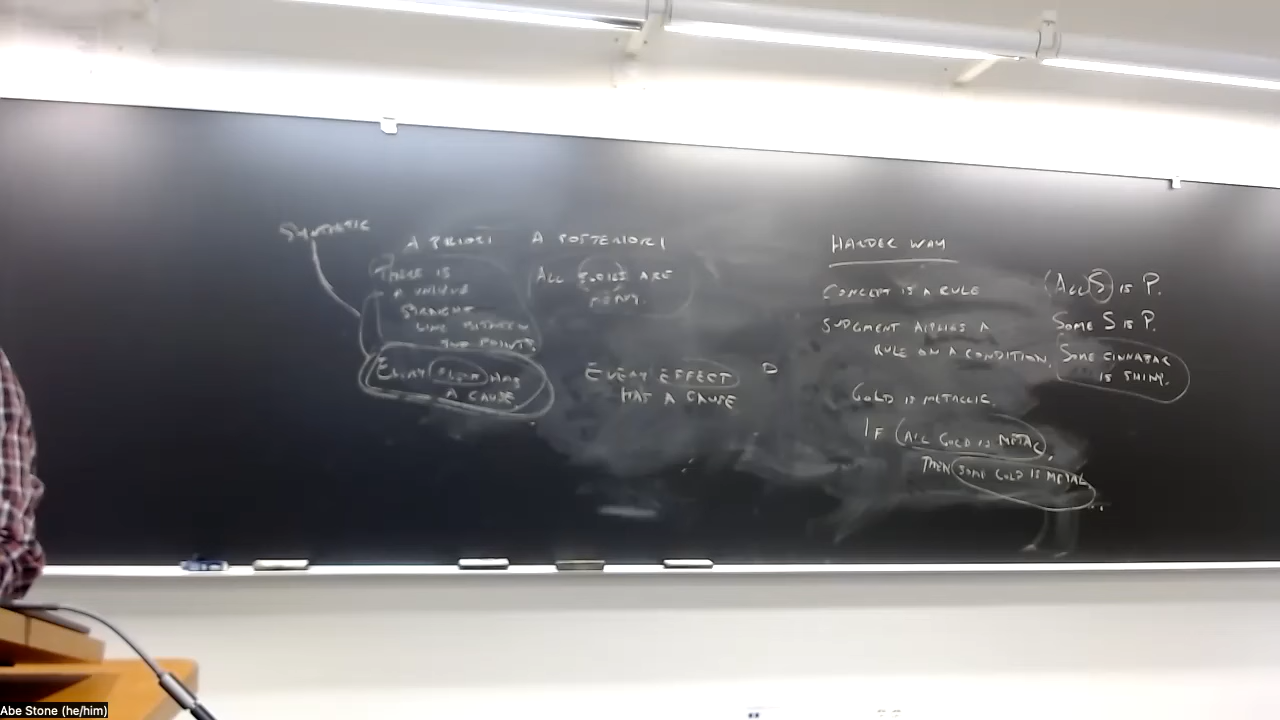 SYNTHETIC
A PRIORI
A POSTERIORI
THERE IS
A UNIQUE
STRAIGHT
LINE BETWEEN
TWO POINTS.
EVERY EVENT HAS
A CAUSE.
ALL BODIES ARE
HEAVY.
EVERY EFFECT
HAS A CAUSE
HARDER WAY
CONCEPT IS A RULE
JUDGMENT APPLIES A
RULE ON A CONDITION.
GOLD IS METALLIC.
IF (ALL GOLD IS METAL),
THEN SOME GOLD IS METAL.
(ALL S IS P.
SOME S IS P.
SOME CINNABAR
IS SHINY.
Abe Stone (he/him)